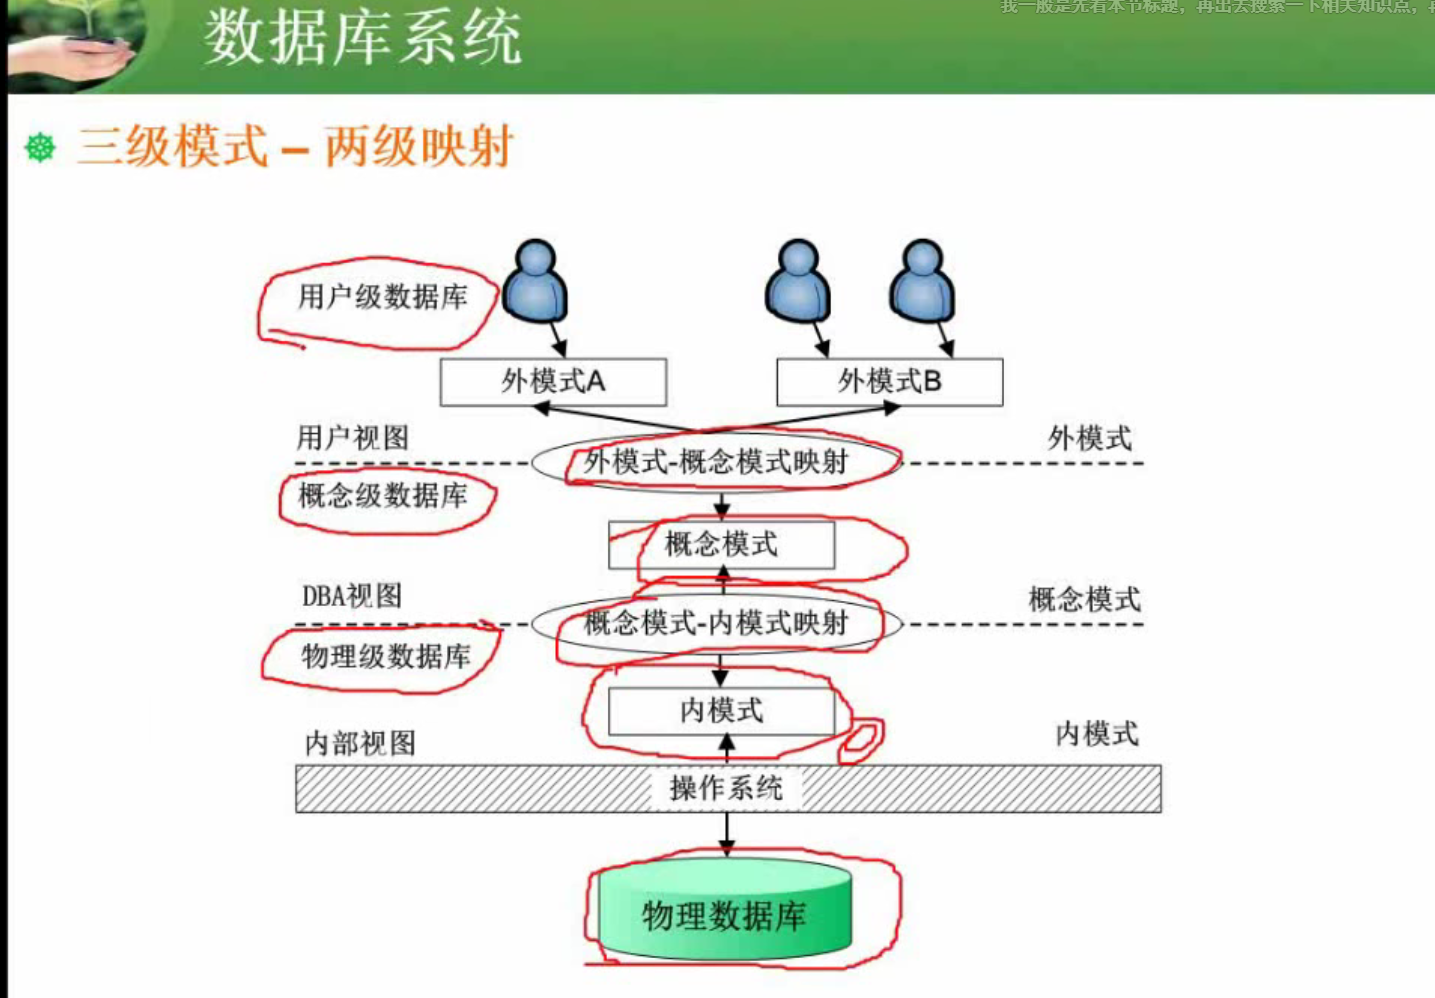 我一般是先看本节标题，再出去搜索一下相关知识点，
数据库系统
三级模式 – 两级映射
用户级数据库
外模式A
外模式B
用户视图
外模式-概念模式映射
外模式
概念级数据库
概念模式
DBA视图
概念模式-内模式映射
概念模式
物理级数据库
内模式
内部视图
内模式
操作系统
物理数据库